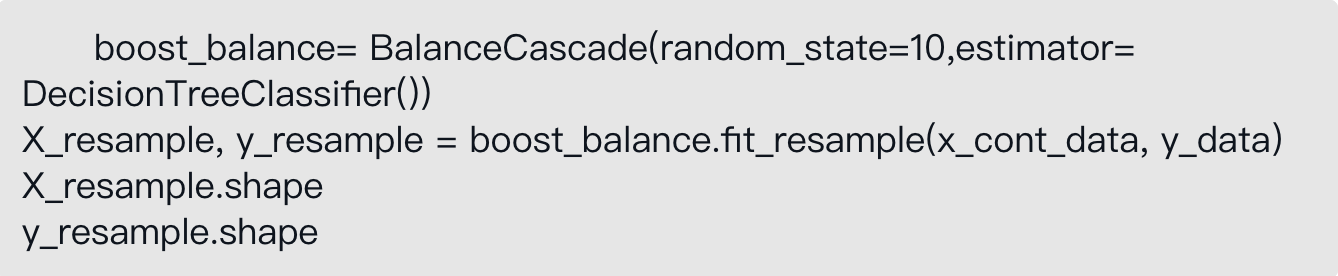 boost_balance= BalanceCascade(random_state=10,estimator=
DecisionTreeClassifier())
X_resample, y_resample = boost_balance.fit_resample(x_cont_data, y_data)
X_resample.shape
y_resample.shape